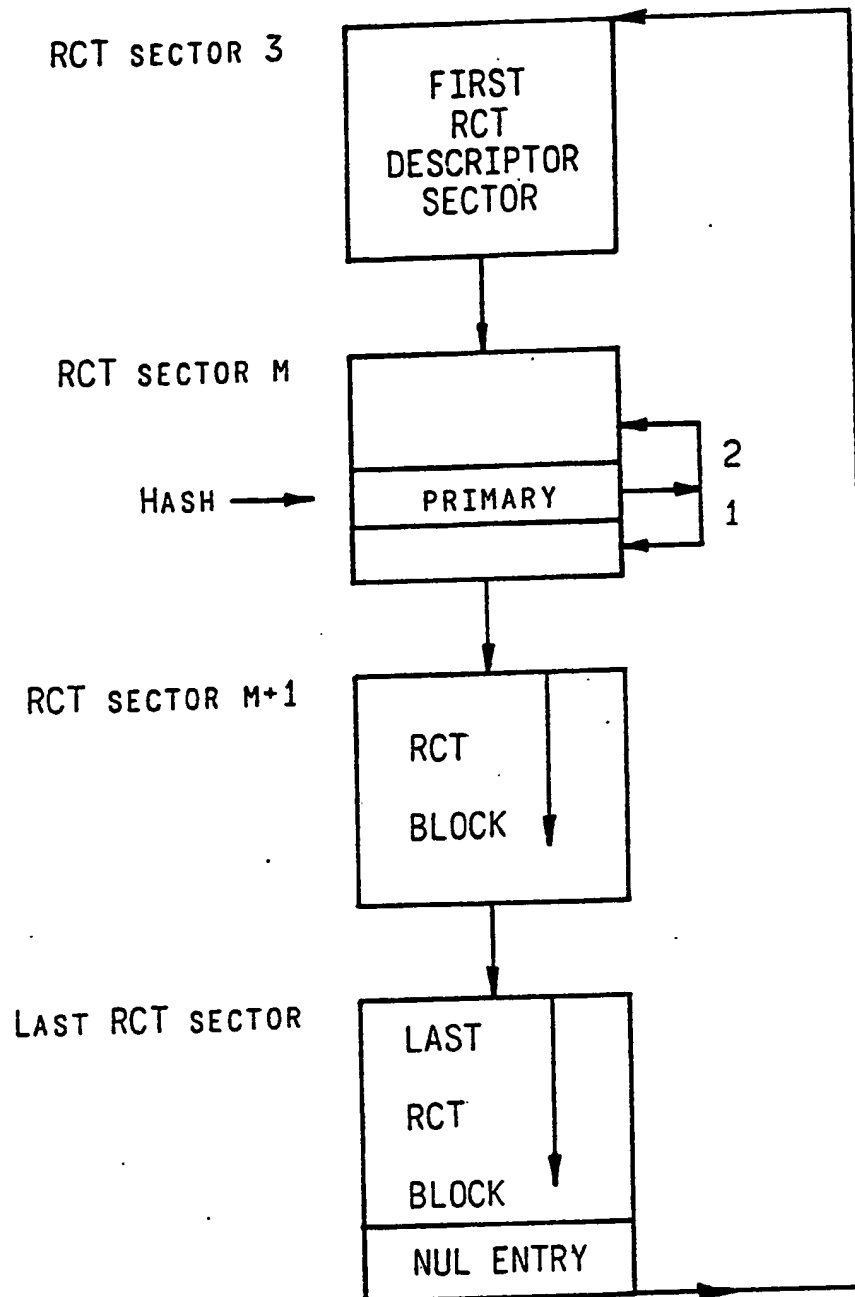 RCT SECTOR 3
FIRST
RCT
DESCRIPTOR
SECTOR
RCT SECTOR M
2
HASH
PRIMARY
1
RCT SECTOR M+1
RCT
BLOCK
LAST RCT SECTOR
LAST
RCT
BLOCK
NUL ENTRY